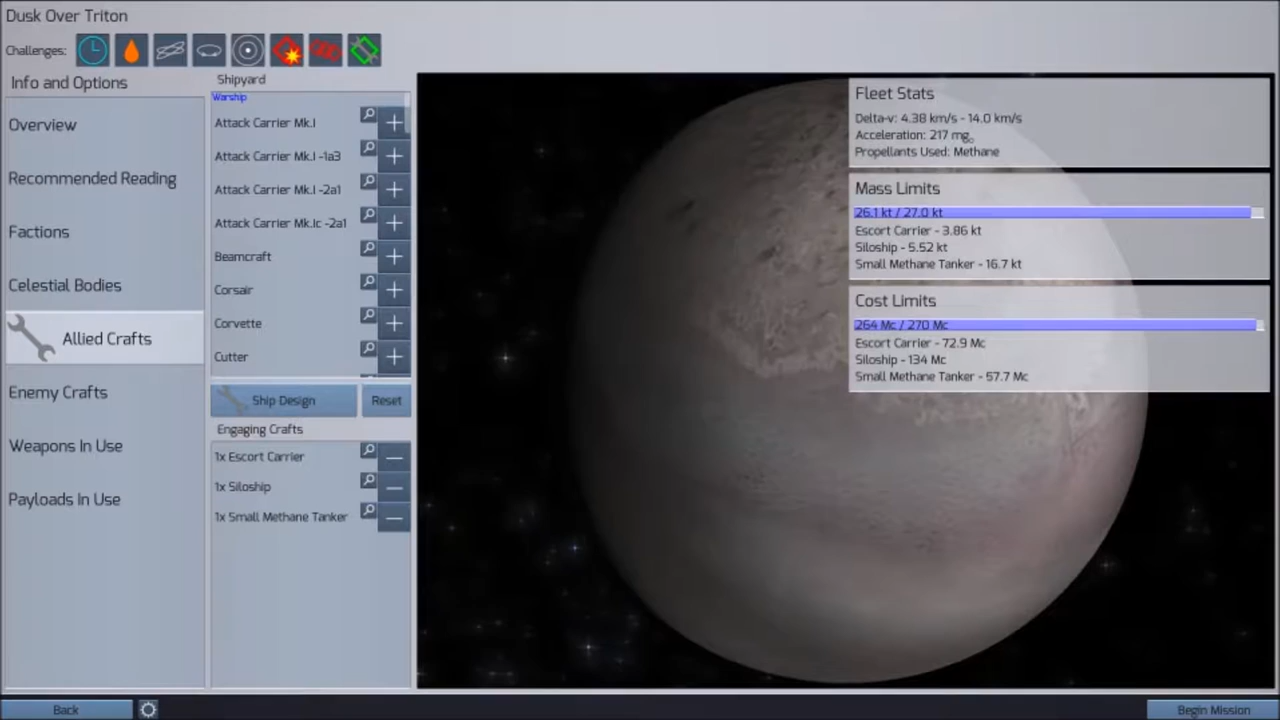 Dusk Over Triton
Challenges:
Info and Options
Overview
Recommended Reading
Factions
Celestial Bodies
Allied Crafts
Enemy Crafts
Weapons In Use
Payloads In Use
Shipyard
Warship
Attack Carrier Mk.I
Attack Carrier Mk.I -1a3
Attack Carrier Mk.I -2a1
Attack Carrier Mk.Ic -2a1
Beamcraft
Corsair
Corvette
Cutter
Ship Design
Reset
Engaging Crafts
1x Escort Carrier
1x Siloship
1x Small Methane Tanker
Fleet Stats
Delta-v: 4.38 km/s - 14.0 km/s
Acceleration: 217 mg₀
Propellants Used: Methane
Mass Limits
26.1 kt / 27.0 kt
Escort Carrier - 3.86 kt
Siloship - 5.52 kt
Small Methane Tanker - 16.7 kt
Cost Limits
264 Mc / 270 Mc
Escort Carrier - 72.9 Mc
Siloship - 134 Mc
Small Methane Tanker - 57.7 Mc
Back
Begin Mission